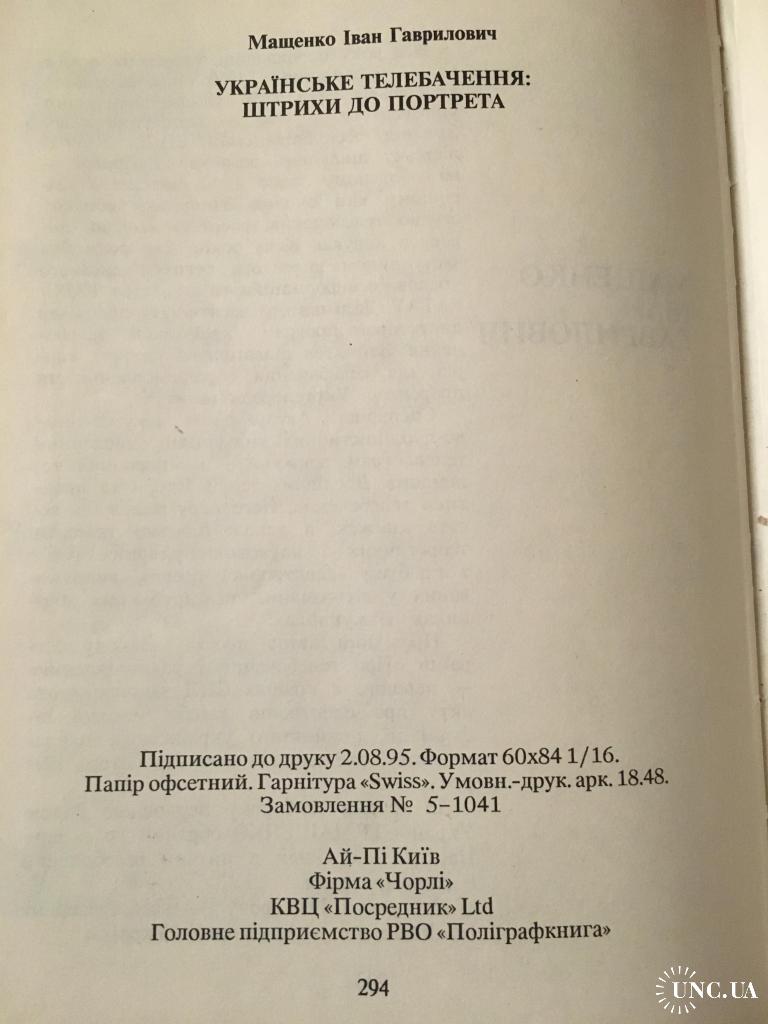 Мащенко Іван Гаврилович
УКРАЇНСЬКЕ ТЕЛЕБАЧЕННЯ:
ШТРИХИ ДО ПОРТРЕТА
Підписано до друку 2.08.95. Формат 60x84 1/16.
Папір офсетний. Гарнітура «Swiss». Умовн.-друк. арк. 18.48.
Замовлення № 5-1041
Ай-Пі Київ
Фірма «Чорлі»
КВЦ «Посредник» Ltd
Головне підприємство РВО «Поліграфкнига»
294
UNC.UA